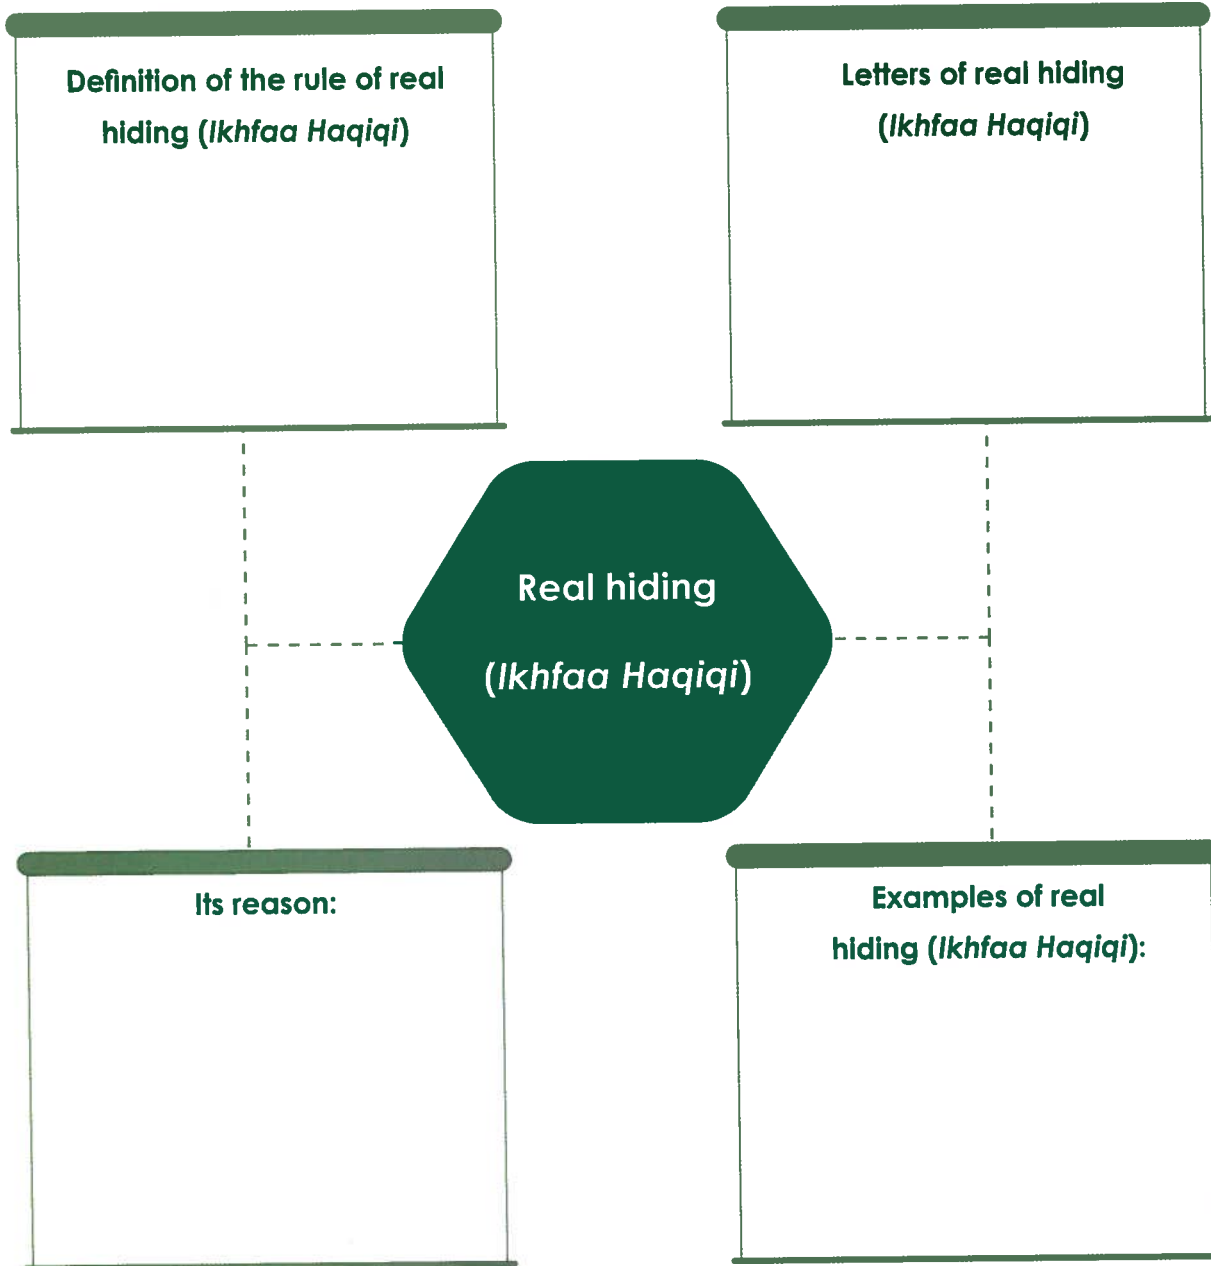 Definition of the rule of real
hiding (Ikhfaa Haqiqi)
Letters of real hiding
(Ikhfaa Haqiqi)
Real hiding
(Ikhfaa Haqiqi)
Its reason:
Examples of real
hiding (Ikhfaa Haqiqi):